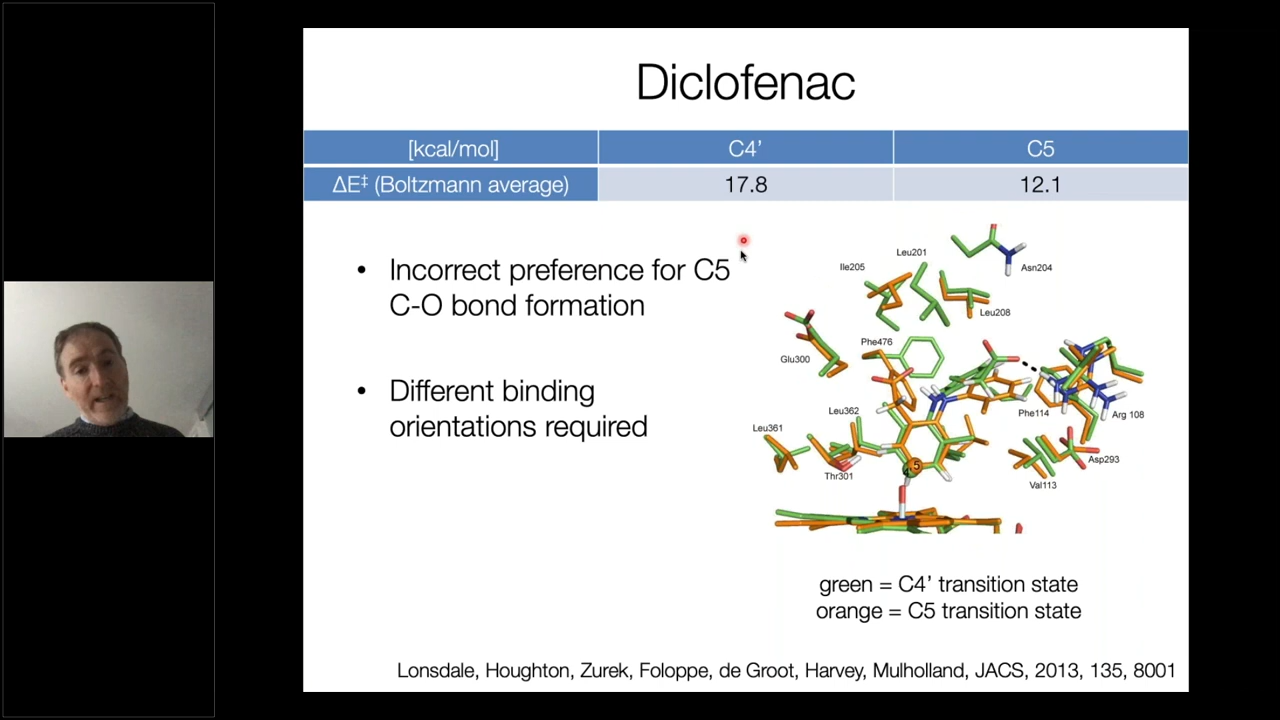 Diclofenac
[kcal/mol] C4’ C5
ΔE‡ (Boltzmann average) 17.8 12.1
• Incorrect preference for C5
C-O bond formation
• Different binding
orientations required
Leu201
Asn204
Ile205
Leu208
Phe476
Glu300
Leu362
Phe114
Arg 108
Leu361
Asp293
Thr301
Val113
green = C4’ transition state
orange = C5 transition state
Lonsdale, Houghton, Zurek, Foloppe, de Groot, Harvey, Mulholland, JACS, 2013, 135, 8001